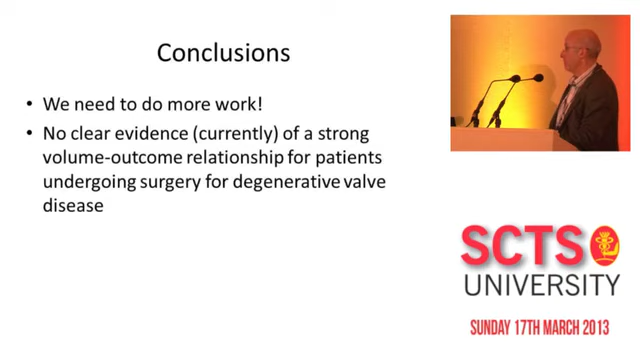 Conclusions
• We need to do more work!
• No clear evidence (currently) of a strong
volume-outcome relationship for patients
undergoing surgery for degenerative valve
disease
SCTS
UNIVERSITY
SUNDAY 17TH MARCH 2013